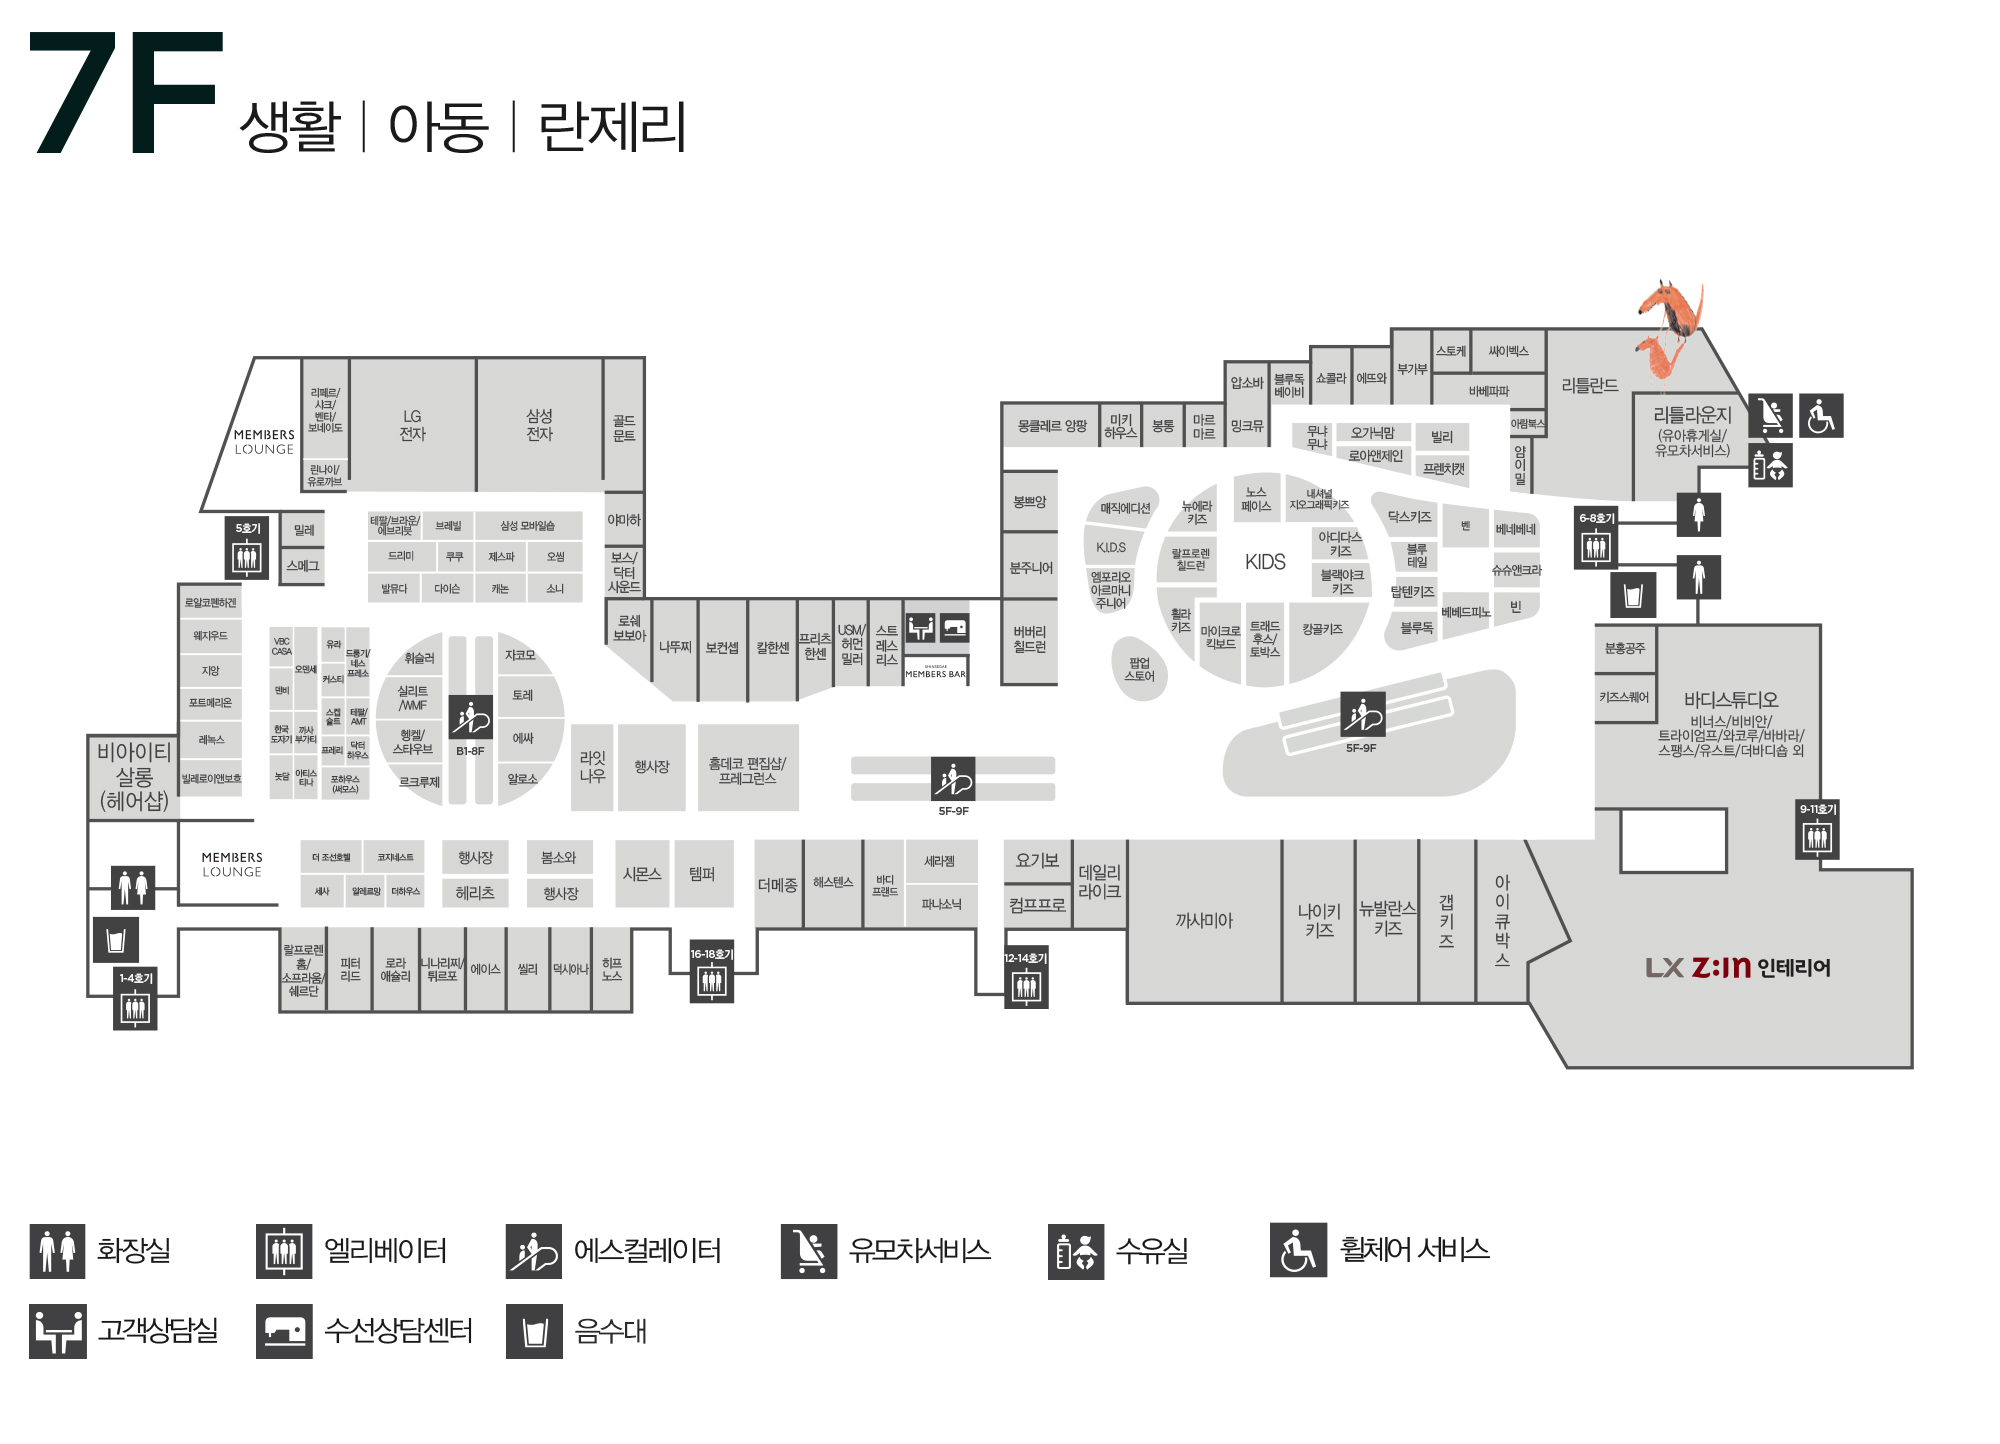 7F 생활 | 아동 | 란제리
MEMBERS
LOUNGE
리페르/
샤크/
벤타/
보네이도
린나이/
유로까브
LG
전자
삼성
전자
골드
문트
야마하
보스/
닥터
사운드
5호기
밀레
스메그
테팔/브라운/
에브리봇
브레빌
삼성 모바일숍
드리미
쿠쿠
제스파
오씸
발뮤다
다이슨
캐논
소니
로얄코펜하겐
웨지우드
지앙
포트메리온
레녹스
빌레로이앤보흐
비아이티
살롱
(헤어샵)
VBC
CASA
오만세
덴비
한국
도자기
까사
부가티
놋담
아티스
티나
유라
드롱기/
네스
프레소
커스티
스켑
슐트
테팔/
AMT
프레리
닥터
하우스
포하우스
(써모스)
휘슬러
실리트
/WMF
헹켈/
스타우브
르크루제
B1-8F
자코모
토레
에싸
알로소
로쉐
보보아
나뚜찌
보컨셉
칼한센
프리츠
한센
USM/
허먼
밀러
스트
레스
리스
SHINSEGAE
MEMBERS BAR
라잇
나우
행사장
홈데코 편집샵/
프레그런스
5F-9F
MEMBERS
LOUNGE
더 조선호텔
코지네스트
세사
알레르망
더하우스
행사장
헤리츠
봄소와
행사장
시몬스
템퍼
더메종
해스텐스
바디
프랜드
세라젬
파나소닉
1-4호기
랄프로렌
홈/
소프라움/
쉐르단
피터
리드
로라
애슐리
니나리찌/
튀르포
에이스
씰리
덕시아나
히프
노스
16-18호기
12-14호기
요기보
컴프프로
데일리
라이크
까사미아
나이키
키즈
뉴발란스
키즈
갭
키
즈
아
이
큐
박
스
몽클레르 앙팡
미키
하우스
봉통
마르
마르
압소바
밍크뮤
블루독
베이비
쇼콜라
에뜨와
부가부
스토케
싸이벡스
바베파파
아람북스
얌
이
밀
리틀란드
리틀라운지
(유아휴게실/
유모차서비스)
무냐
무냐
오가닉맘
로아앤제인
빌리
프렌치캣
봉쁘앙
분주니어
버버리
칠드런
매직에디션
K.I.D.S
엠포리오
아르마니
주니어
팝업
스토어
뉴에라
키즈
노스
페이스
내셔널
지오그래픽키즈
랄프로렌
칠드런
KIDS
아디다스
키즈
블랙야크
키즈
휠라
키즈
마이크로
킥보드
트래드
후스/
토박스
캉골키즈
닥스키즈
블루
테일
탑텐키즈
블루독
벤
베네베네
슈슈앤크라
베베드피노
빈
5F-9F
6-8호기
분홍공주
키즈스퀘어
바디스튜디오
비너스/비비안/
트라이엄프/와코루/바바라/
스팽스/유스트/더바디숍 외
9-11호기
LX Z:IN 인테리어
화장실
엘리베이터
에스컬레이터
유모차서비스
수유실
휠체어 서비스
고객상담실
수선상담센터
음수대